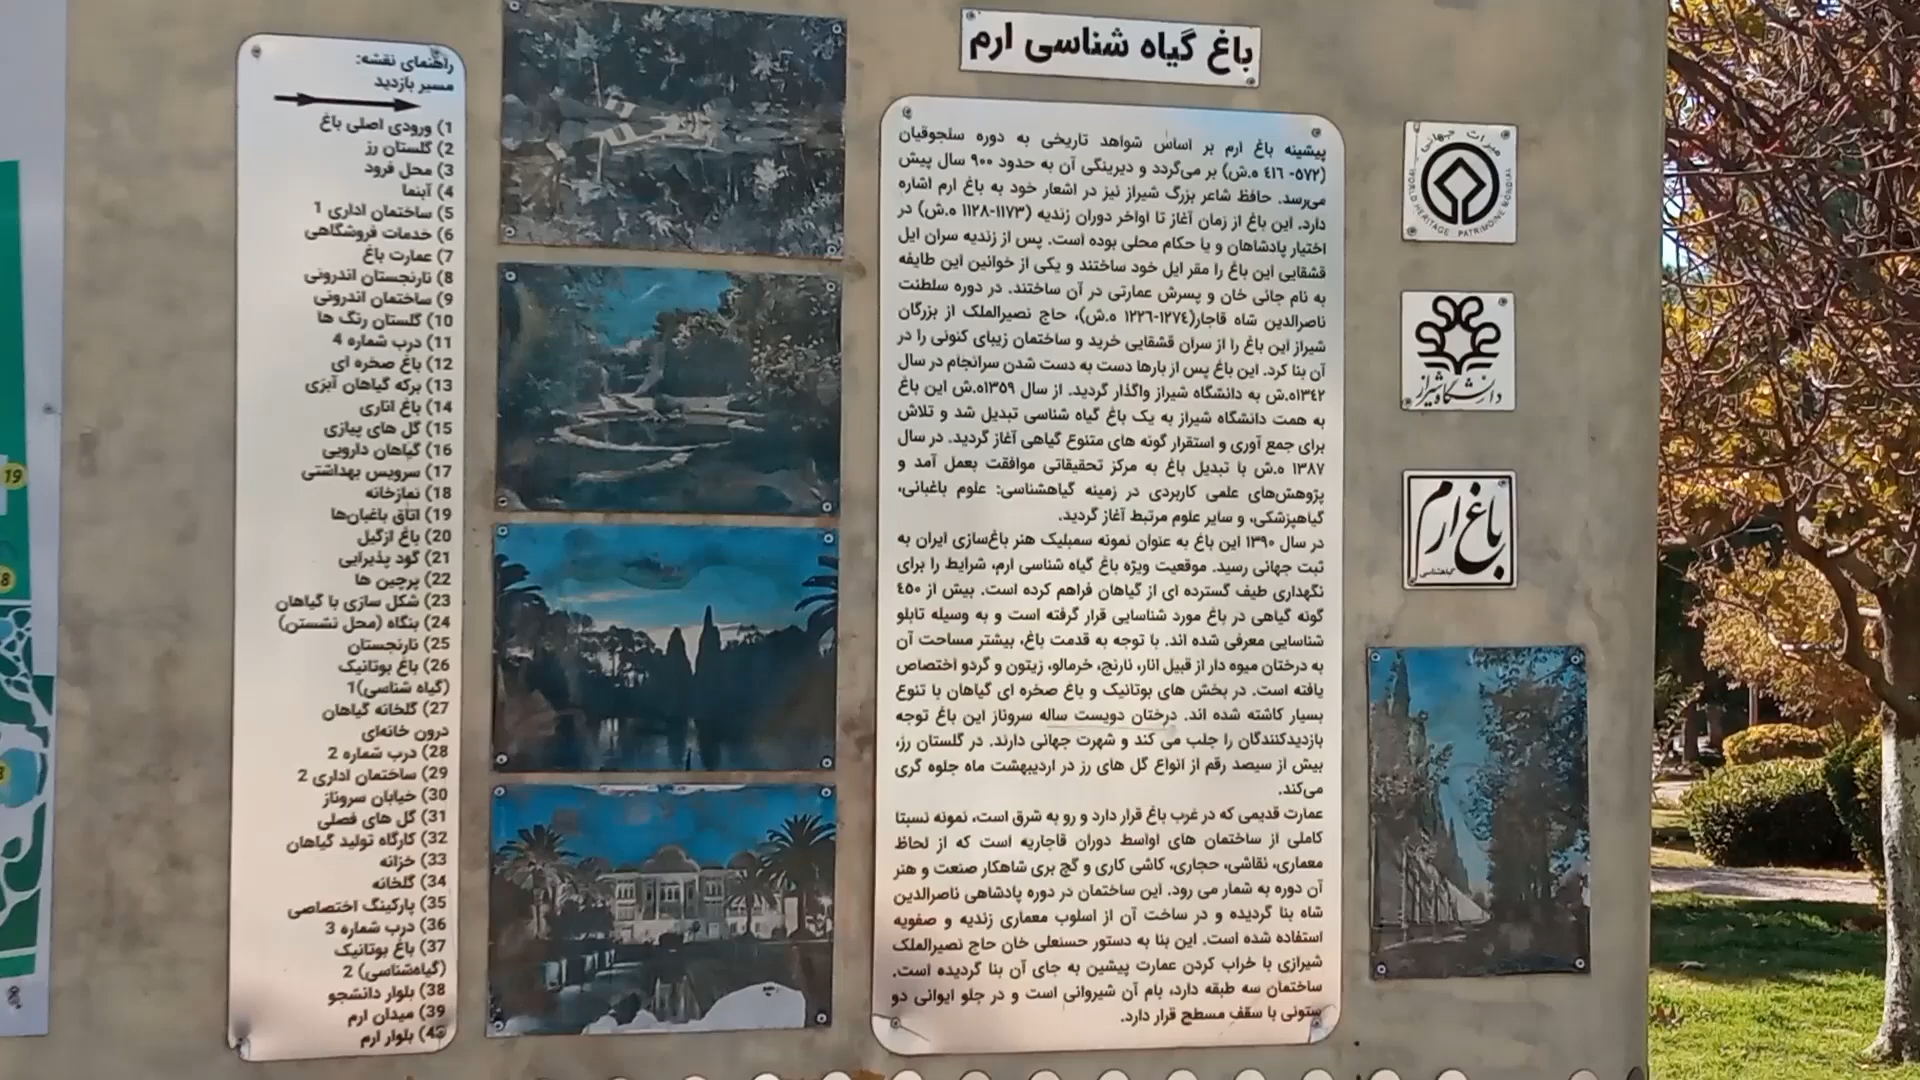 باغ گیاه شناسی ارم
پیشینه باغ ارم بر اساس شواهد تاریخی به دوره سلجوقیان
(٥٧٢- ٤١٦ ه.ش) بر می‌گردد و دیرینگی آن به حدود ٩٠٠ سال پیش
می‌رسد. حافظ شاعر بزرگ شیراز نیز در اشعار خود به باغ ارم اشاره
دارد. این باغ از زمان آغاز تا اواخر دوران زندیه (١١٧٣-١١٢٨ ه.ش) در
اختیار پادشاهان و یا حکام محلی بوده است. پس از زندیه سران ایل
قشقایی این باغ را مقر ایل خود ساختند و یکی از خوانین این طایفه
به نام جانی خان و پسرش عمارتی در آن ساختند. در دوره سلطنت
ناصرالدین شاه قاجار(١٢٧٤-١٢٢٦ ه.ش)، حاج نصیرالملک از بزرگان
شیراز این باغ را از سران قشقایی خرید و ساختمان زیبای کنونی را در
آن بنا کرد. این باغ پس از بارها دست به دست شدن سرانجام در سال
١٣٤٢ه.ش به دانشگاه شیراز واگذار گردید. از سال ١٣٥٩ه.ش این باغ
به همت دانشگاه شیراز به یک باغ گیاه شناسی تبدیل شد و تلاش
برای جمع آوری و استقرار گونه های متنوع گیاهی آغاز گردید. در سال
١٣٨٧ ه.ش با تبدیل باغ به مرکز تحقیقاتی موافقت بعمل آمد و
پژوهش‌های علمی کاربردی در زمینه گیاهشناسی: علوم باغبانی،
گیاهپزشکی، و سایر علوم مرتبط آغاز گردید.
در سال ١٣٩٠ این باغ به عنوان نمونه سمبلیک هنر باغ‌سازی ایران به
ثبت جهانی رسید. موقعیت ویژه باغ گیاه شناسی ارم، شرایط را برای
نگهداری طیف گسترده ای از گیاهان فراهم کرده است. بیش از ٤٥٠
گونه گیاهی در باغ مورد شناسایی قرار گرفته است و به وسیله تابلو
شناسایی معرفی شده اند. با توجه به قدمت باغ، بیشتر مساحت آن
به درختان میوه دار از قبیل انار، نارنج، خرمالو، زیتون و گردو اختصاص
یافته است. در بخش های بوتانیک و باغ صخره ای گیاهان با تنوع
بسیار کاشته شده اند. درختان دویست ساله سروناز این باغ توجه
بازدیدکنندگان را جلب می کند و شهرت جهانی دارند. در گلستان رز،
بیش از سیصد رقم از انواع گل های رز در اردیبهشت ماه جلوه گری
می‌کند.
عمارت قدیمی که در غرب باغ قرار دارد و رو به شرق است، نمونه نسبتا
کاملی از ساختمان های اواسط دوران قاجاریه است که از لحاظ
معماری، نقاشی، حجاری، کاشی کاری و گچ بری شاهکار صنعت و هنر
آن دوره به شمار می رود. این ساختمان در دوره پادشاهی ناصرالدین
شاه بنا گردیده و در ساخت آن از اسلوب معماری زندیه و صفویه
استفاده شده است. این بنا به دستور حسنعلی خان حاج نصیرالملک
شیرازی با خراب کردن عمارت پیشین به جای آن بنا گردیده است.
ساختمان سه طبقه دارد، بام آن شیروانی است و در جلو ایوانی دو
ستونی با سقف مسطح قرار دارد.
میراث جهانی
WORLD HERITAGE PATRIMOINE MONDIAL
دانشگاه شیراز
باغ ارم
گیاهشناسی
راهنمای نقشه:
مسیر بازدید
1) ورودی اصلی باغ
2) گلستان رز
3) محل فرود
4) آبنما
5) ساختمان اداری 1
6) خدمات فروشگاهی
7) عمارت باغ
8) نارنجستان اندرونی
9) ساختمان اندرونی
10) گلستان رنگ ها
11) درب شماره 4
12) باغ صخره ای
13) برکه گیاهان آبزی
14) باغ اناری
15) گل های پیازی
16) گیاهان دارویی
17) سرویس بهداشتی
18) نمازخانه
19) اتاق باغبان‌ها
20) باغ ازگیل
21) گود پذیرایی
22) پرچین ها
23) شکل سازی با گیاهان
24) بنگاه (محل نشستن)
25) نارنجستان
26) باغ بوتانیک
(گیاه شناسی)1
27) گلخانه گیاهان
درون خانه‌ای
28) درب شماره 2
29) ساختمان اداری 2
30) خیابان سروناز
31) گل های فصلی
32) کارگاه تولید گیاهان
33) خزانه
34) گلخانه
35) پارکینگ اختصاصی
36) درب شماره 3
37) باغ بوتانیک
(گیاه‌شناسی) 2
38) بلوار دانشجو
39) میدان ارم
40) بلوار ارم
19